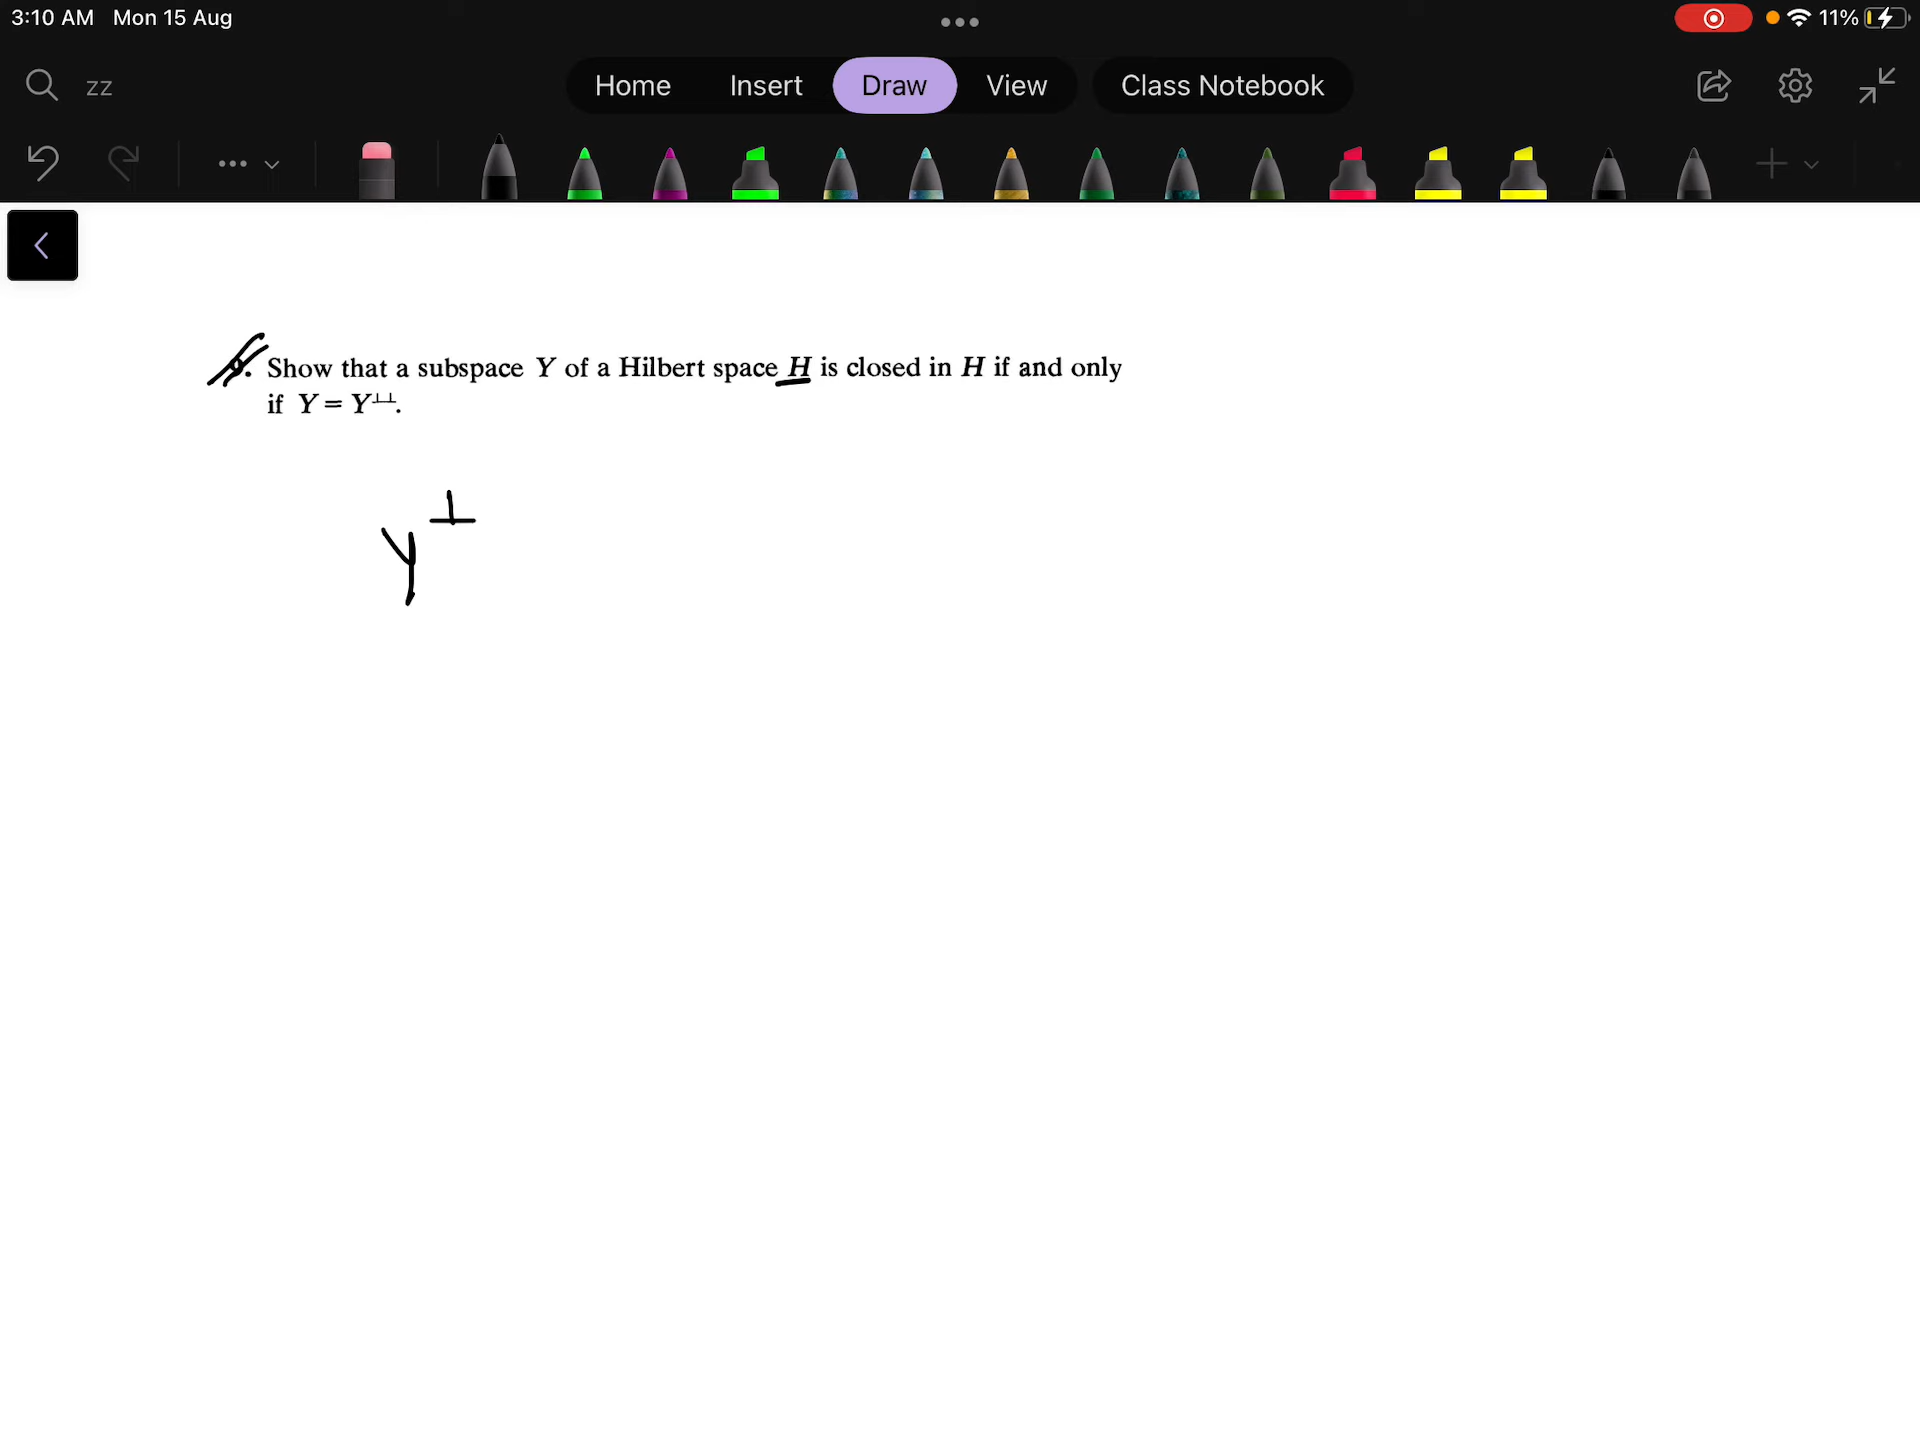 3:10 AM Mon 15 Aug
11%
zz
Home Insert Draw View Class Notebook
Show that a subspace Y of a Hilbert space H is closed in H if and only
if Y = Y⊥⊥.
y⊥